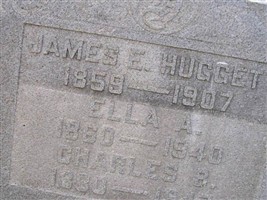 JAMES E. HUGGET
1859—1907
ELLA A.
1860—1940
CHARLES B.